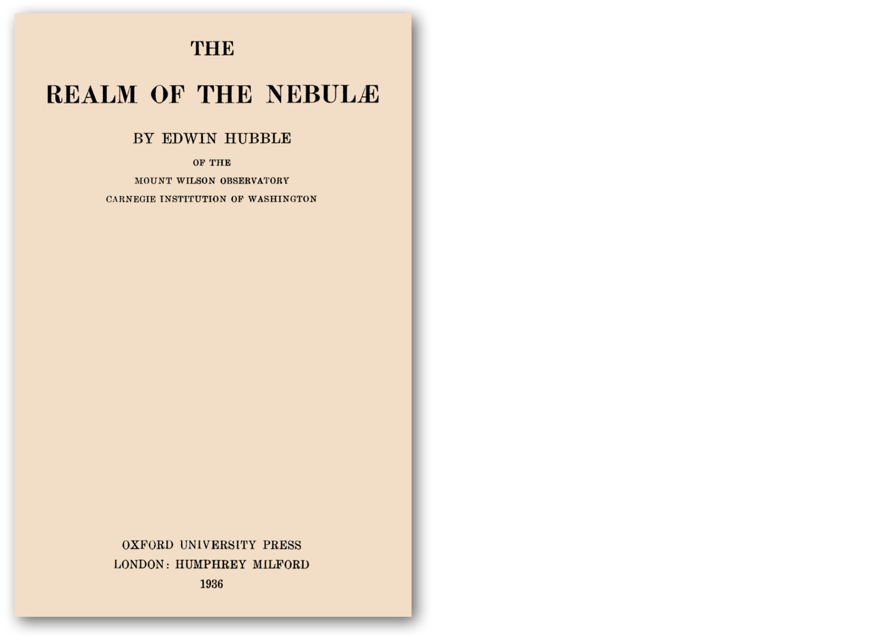 THE
REALM OF THE NEBULÆ
BY EDWIN HUBBLE
OF THE
MOUNT WILSON OBSERVATORY
CARNEGIE INSTITUTION OF WASHINGTON
OXFORD UNIVERSITY PRESS
LONDON: HUMPHREY MILFORD
1936